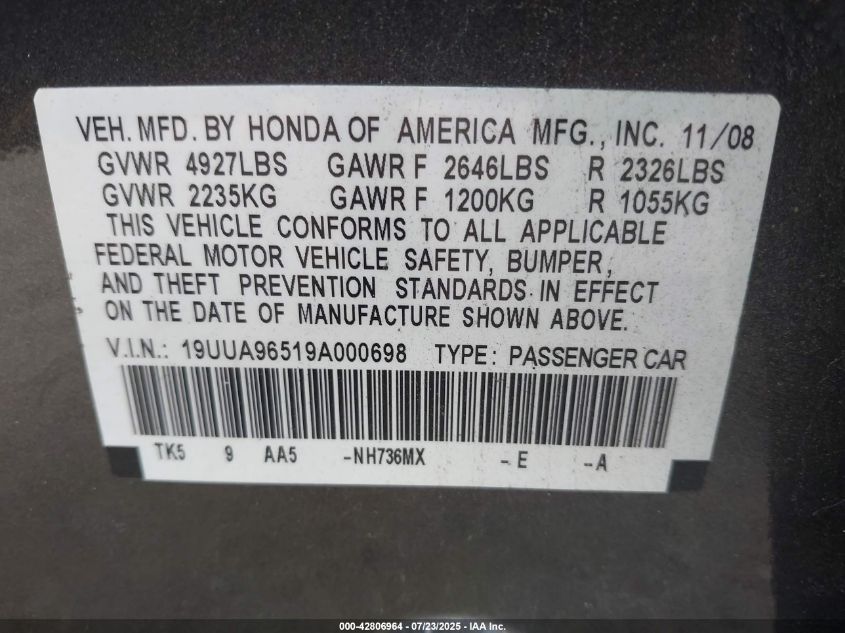 VEH. MFD. BY HONDA OF AMERICA MFG., INC. 11/08
GVWR 4927LBS GAWR F 2646LBS R 2326LBS
GVWR 2235KG GAWR F 1200KG R 1055KG
THIS VEHICLE CONFORMS TO ALL APPLICABLE
FEDERAL MOTOR VEHICLE SAFETY, BUMPER,
AND THEFT PREVENTION STANDARDS IN EFFECT
ON THE DATE OF MANUFACTURE SHOWN ABOVE.
V.I.N.: 19UUA96519A000698 TYPE: PASSENGER CAR
TK5 9 AA5 -NH736MX -E -A
000-42806964 | 07/23/2025 - IAA Inc.